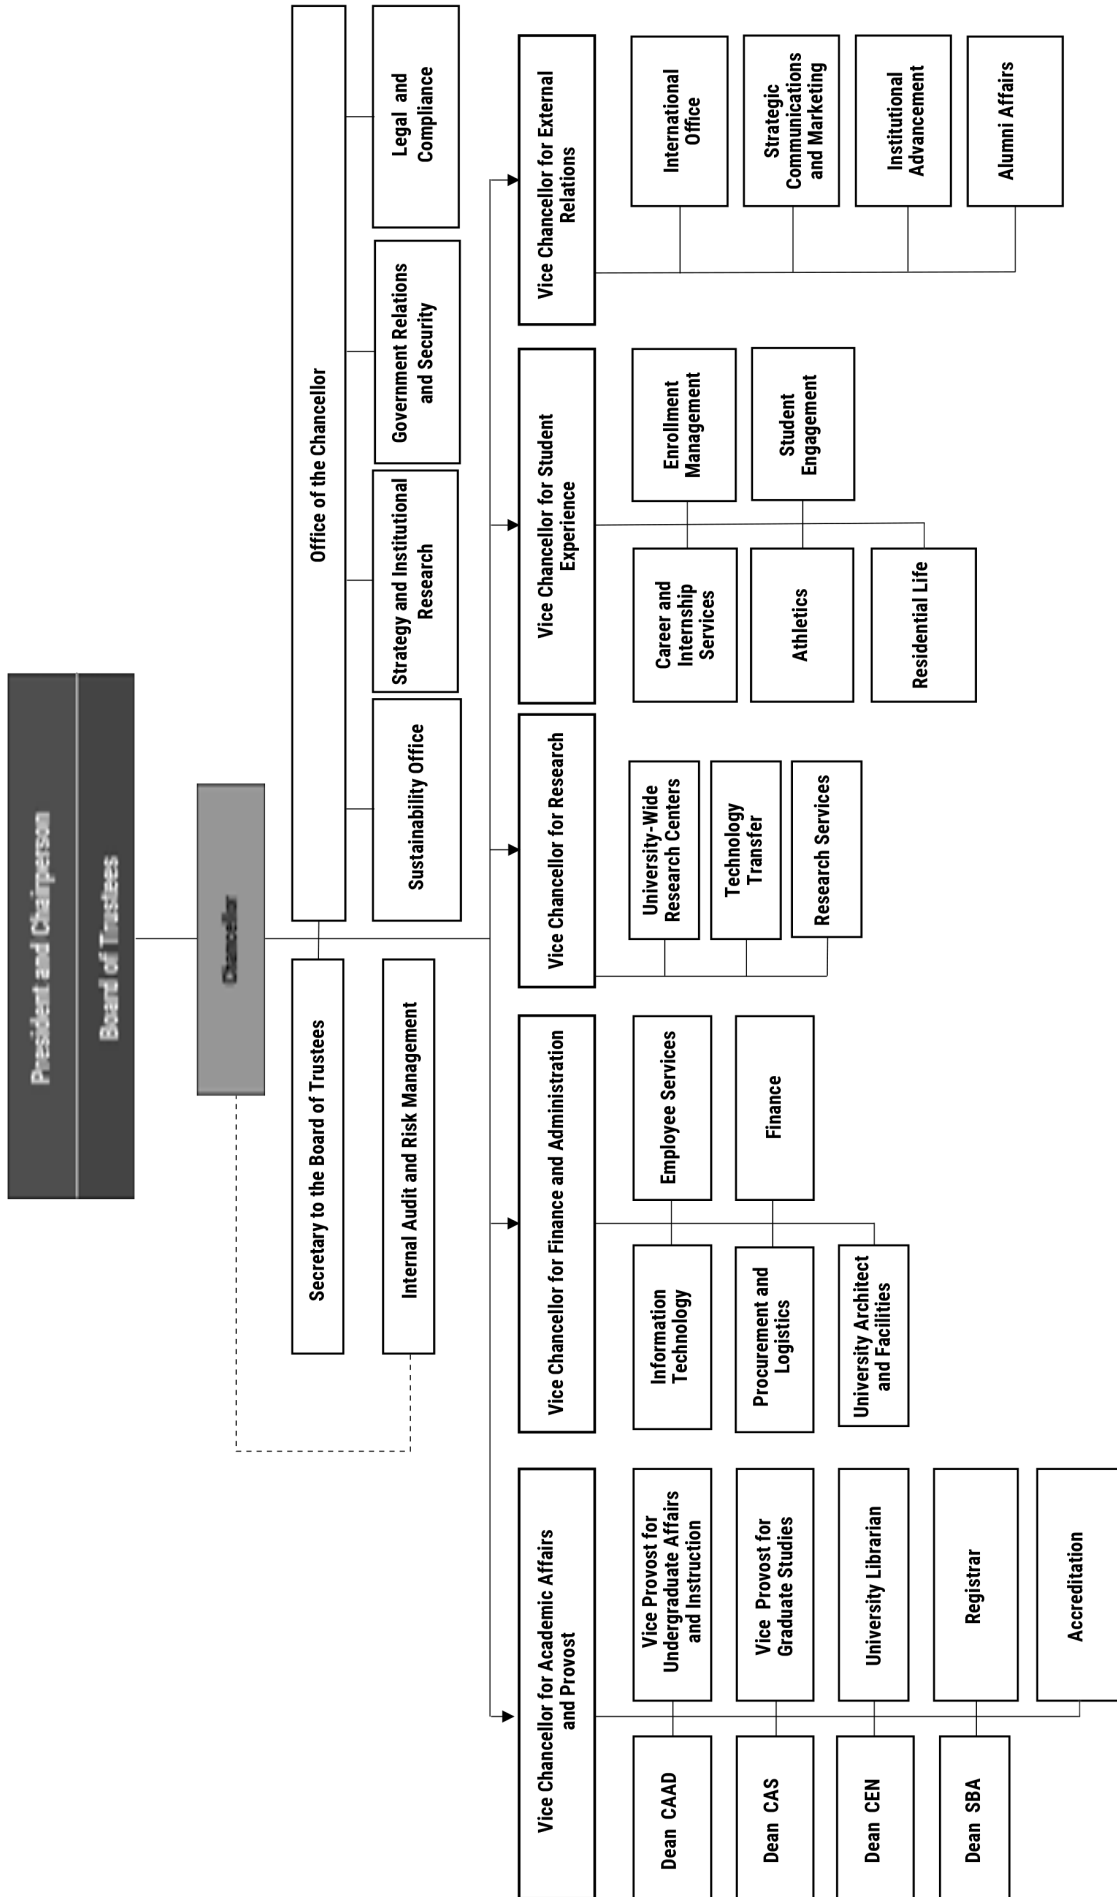 President and Chairperson
Board of Trustees
Chancellor
Secretary to the Board of Trustees
Office of the Chancellor
Internal Audit and Risk Management
Sustainability Office
Strategy and Institutional
Research
Government Relations
and Security
Legal and
Compliance
Vice Chancellor for Academic Affairs
and Provost
Dean CAAD
Vice Provost for
Undergraduate Affairs
and Instruction
Dean CAS
Vice Provost for
Graduate Studies
Dean CEN
University Librarian
Dean SBA
Registrar
Accreditation
Vice Chancellor for Finance and Administration
Information
Technology
Employee Services
Procurement and
Logistics
Finance
University Architect
and Facilities
Vice Chancellor for Research
University-Wide
Research Centers
Technology
Transfer
Research Services
Vice Chancellor for Student
Experience
Career and
Internship
Services
Enrollment
Management
Athletics
Student
Engagement
Residential Life
Vice Chancellor for External
Relations
International
Office
Strategic
Communications
and Marketing
Institutional
Advancement
Alumni Affairs